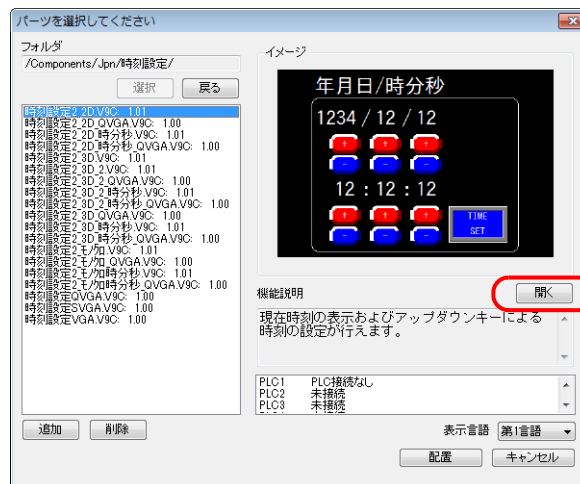 パーツを選択してください
フォルダ
/Components/Jpn/時刻設定/
選択
戻る
時刻設定2_2D.V9C: 1.01
時刻設定2_2D_QVGA.V9C: 1.00
時刻設定2_2D_時分秒.V9C: 1.01
時刻設定2_2D_時分秒_QVGA.V9C: 1.00
時刻設定2_3D.V9C: 1.01
時刻設定2_3D_2.V9C: 1.01
時刻設定2_3D_2_QVGA.V9C: 1.00
時刻設定2_3D_2_時分秒.V9C: 1.01
時刻設定2_3D_2_時分秒_QVGA.V9C: 1.00
時刻設定2_3D_QVGA.V9C: 1.00
時刻設定2_3D_時分秒.V9C: 1.01
時刻設定2_3D_時分秒_QVGA.V9C: 1.00
時刻設定2_モノクロ.V9C: 1.01
時刻設定2_モノクロ_QVGA.V9C: 1.00
時刻設定2_モノクロ時分秒.V9C: 1.01
時刻設定2_モノクロ時分秒_QVGA.V9C: 1.00
時刻設定QVGA.V9C: 1.00
時刻設定SVGA.V9C: 1.00
時刻設定VGA.V9C: 1.00
追加
削除
イメージ
年月日/時分秒
1234 / 12 / 12
+ + +
- - -
12 : 12 : 12
+ + +
- - -
TIME
SET
機能説明
開く
現在時刻の表示およびアップダウンキーによる
時刻の設定が行えます。
PLC1 PLC接続なし
PLC2 未接続
PLC3 未接続
表示言語 第1言語
配置
キャンセル